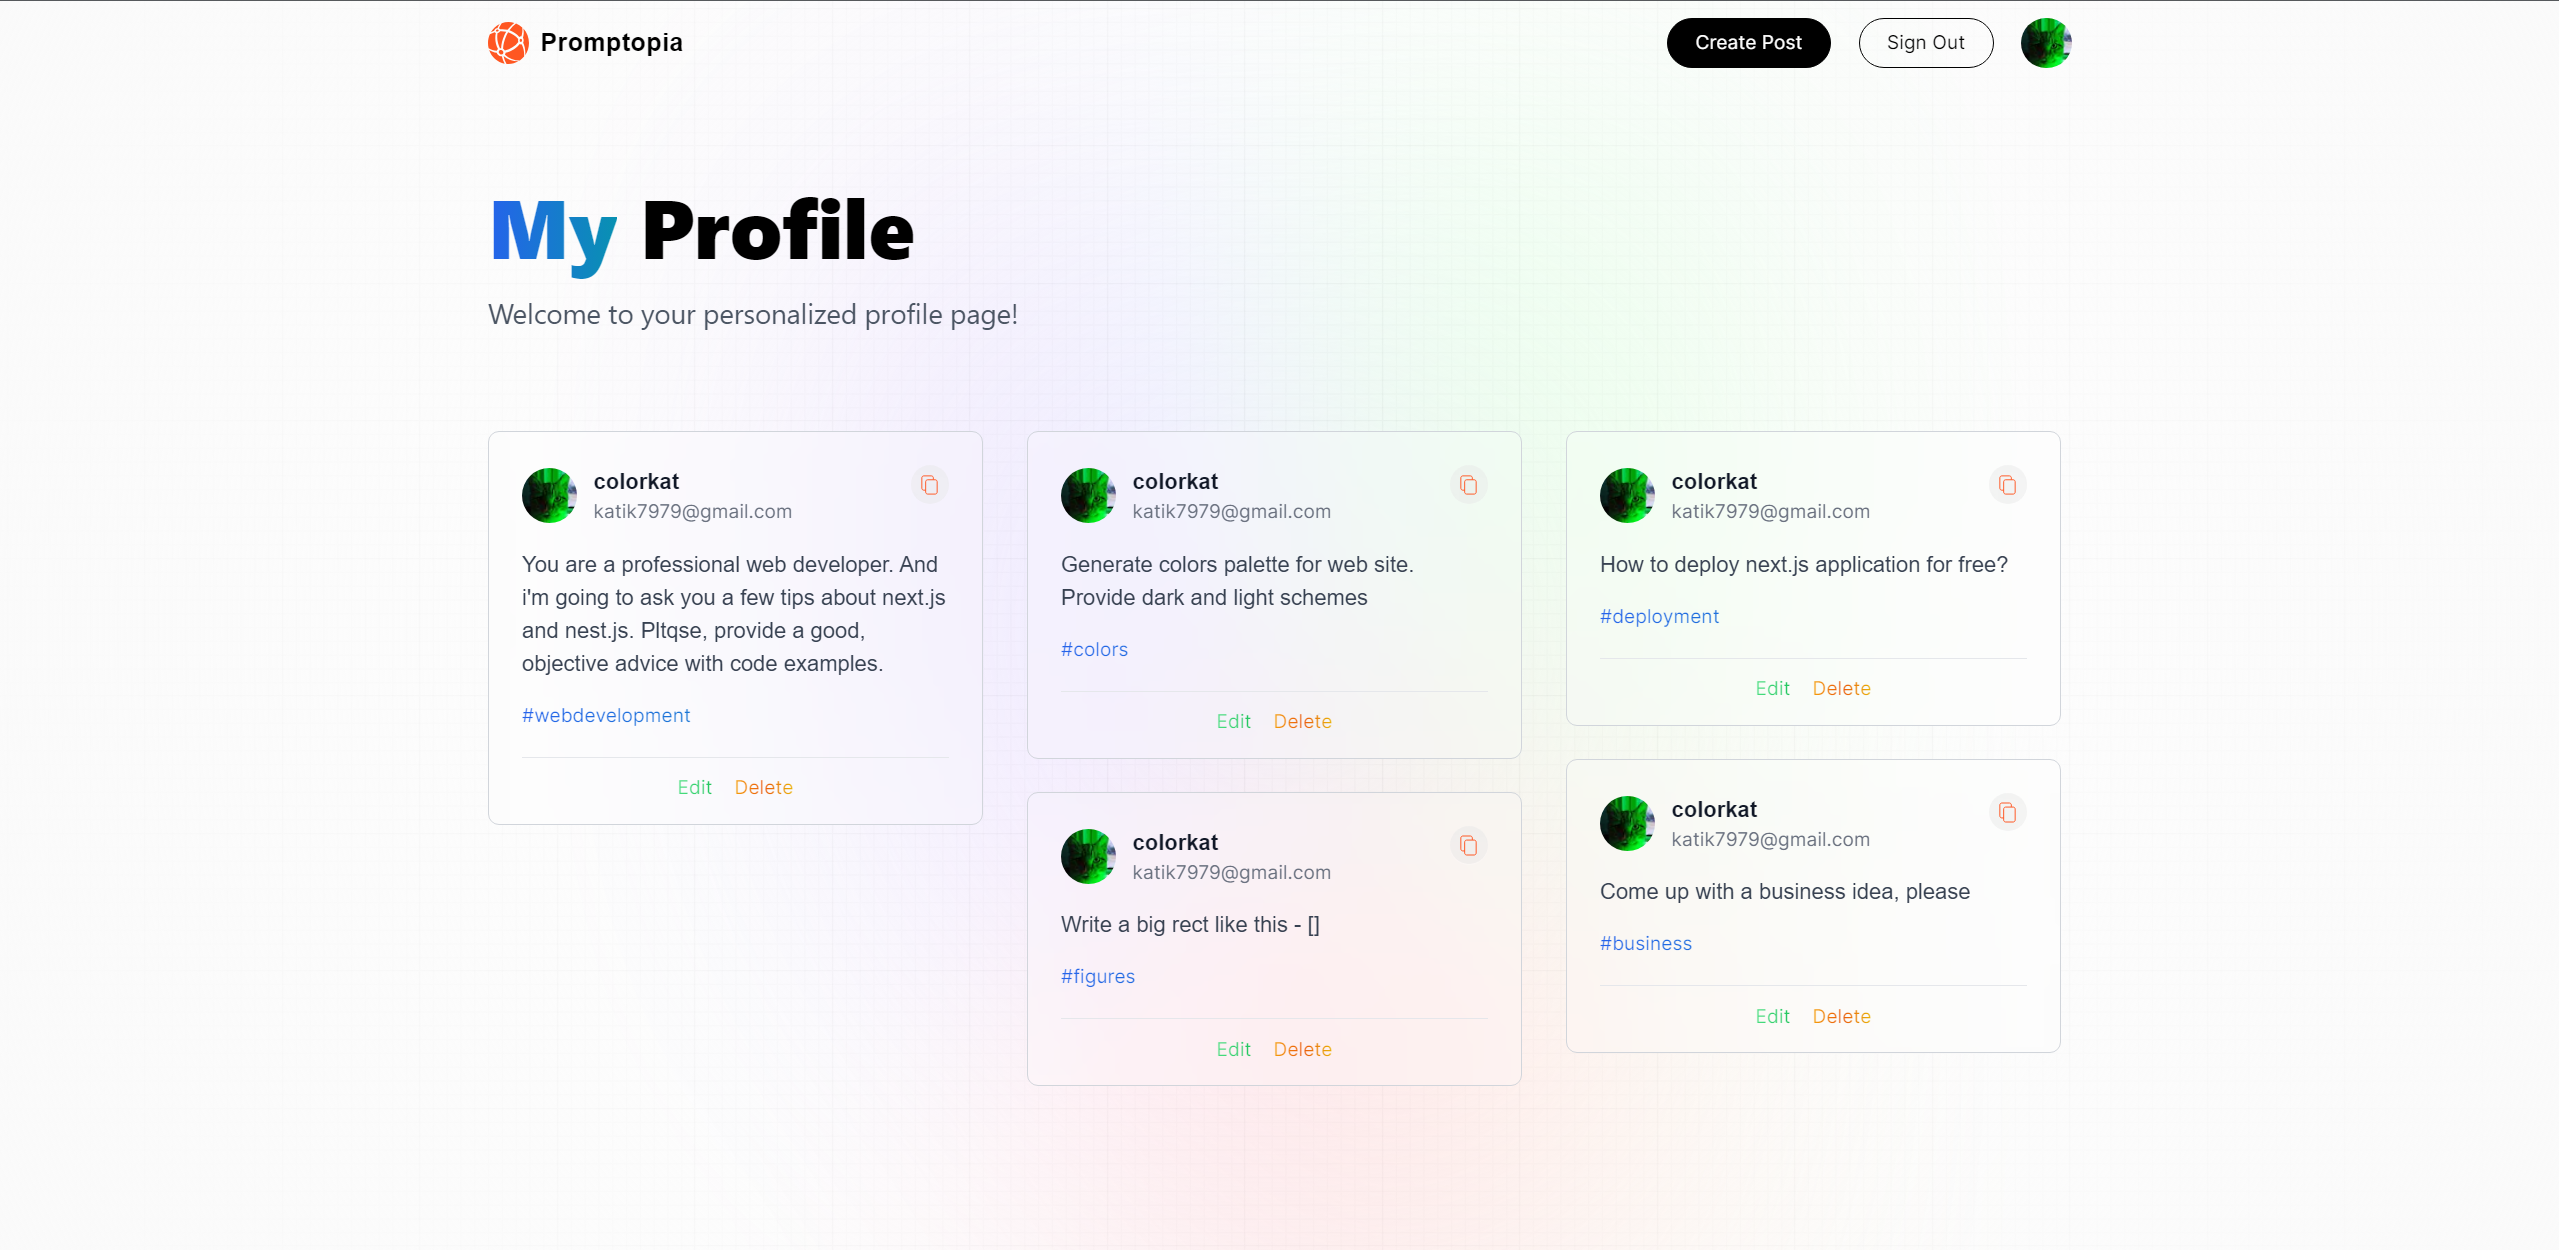 Promptopia
Create Post
Sign Out
My Profile
Welcome to your personalized profile page!
colorkat
katik7979@gmail.com
You are a professional web developer. And
i'm going to ask you a few tips about next.js
and nest.js. Pltqse, provide a good,
objective advice with code examples.
#webdevelopment
Edit Delete
colorkat
katik7979@gmail.com
Generate colors palette for web site.
Provide dark and light schemes
#colors
Edit Delete
colorkat
katik7979@gmail.com
Write a big rect like this - []
#figures
Edit Delete
colorkat
katik7979@gmail.com
How to deploy next.js application for free?
#deployment
Edit Delete
colorkat
katik7979@gmail.com
Come up with a business idea, please
#business
Edit Delete